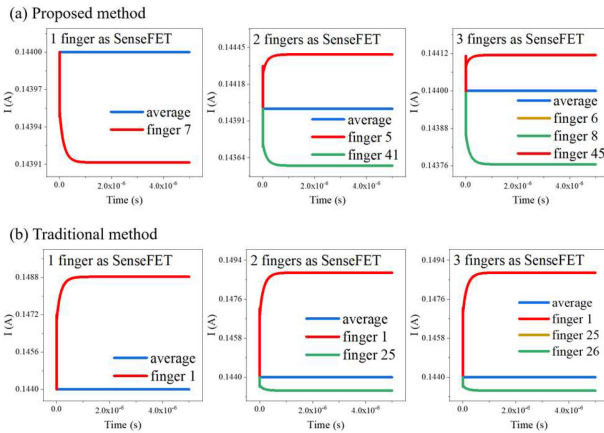 (a) Proposed method
1 finger as SenseFET
I (A)
0.14400
0.13997
0.14394
0.14391
average
finger 7
0.0
2.0x10⁻⁶
4.0x10⁻⁶
Time (s)
2 fingers as SenseFET
I (A)
0.14445
0.14418
0.14391
0.14364
average
finger 5
finger 41
0.0
2.0x10⁻⁶
4.0x10⁻⁶
Time (s)
3 fingers as SenseFET
I (A)
0.14412
0.14400
0.14388
0.14376
average
finger 6
finger 8
finger 45
0.0
2.0x10⁻⁶
4.0x10⁻⁶
Time (s)
(b) Traditional method
1 finger as SenseFET
I (A)
0.1488
0.1472
0.1456
0.1440
average
finger 1
0.0
2.0x10⁻⁶
4.0x10⁻⁶
Time (s)
2 fingers as SenseFET
I (A)
0.1494
0.1476
0.1458
0.1440
average
finger 1
finger 25
0.0
2.0x10⁻⁶
4.0x10⁻⁶
Time (s)
3 fingers as SenseFET
I (A)
0.1494
0.1476
0.1458
0.1440
average
finger 1
finger 25
finger 26
0.0
2.0x10⁻⁶
4.0x10⁻⁶
Time (s)